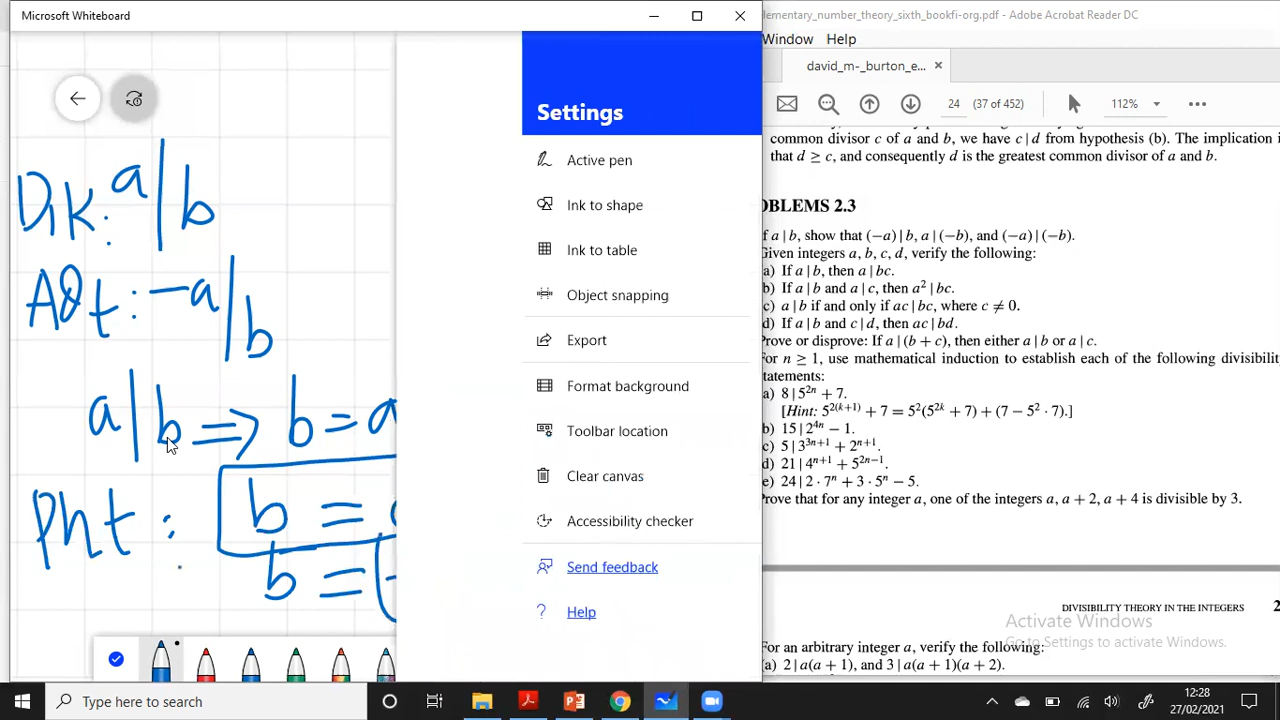 Microsoft Whiteboard
Dik: a | b
Adt: -a | b
a | b => b = a
Pht : b =
b = (-
Settings
Active pen
Ink to shape
Ink to table
Object snapping
Export
Format background
Toolbar location
Clear canvas
Accessibility checker
Send feedback
Help
lementary_number_theory_sixth_bookfi-org.pdf - Adobe Acrobat Reader DC
Window Help
david_m-_burton_e...
24 (37 of 452)
112%
common divisor c of a and b, we have c | d from hypothesis (b). The implication i
that d ≥ c, and consequently d is the greatest common divisor of a and b.
OBLEMS 2.3
f a | b, show that (−a) | b, a | (−b), and (−a) | (−b).
Given integers a, b, c, d, verify the following:
a) If a | b, then a | bc.
b) If a | b and a | c, then a² | bc.
c) a | b if and only if ac | bc, where c ≠ 0.
d) If a | b and c | d, then ac | bd.
Prove or disprove: If a | (b + c), then either a | b or a | c.
For n ≥ 1, use mathematical induction to establish each of the following divisibility
statements:
a) 8 | 5²ⁿ + 7.
[Hint: 5²⁽ᵏ⁺¹⁾ + 7 = 5²(5²ᵏ + 7) + (7 − 5² · 7).]
b) 15 | 2⁴ⁿ − 1.
c) 5 | 3³ⁿ⁺¹ + 2ⁿ⁺¹.
d) 21 | 4ⁿ⁺¹ + 5²ⁿ⁻¹.
e) 24 | 2 · 7ⁿ + 3 · 5ⁿ − 5.
Prove that for any integer a, one of the integers a, a + 2, a + 4 is divisible by 3.
DIVISIBILITY THEORY IN THE INTEGERS 2
Activate Windows
Go to Settings to activate Windows.
For an arbitrary integer a, verify the following:
(a) 2 | a(a + 1), and 3 | a(a + 1)(a + 2).
Type here to search
12:28
27/02/2021